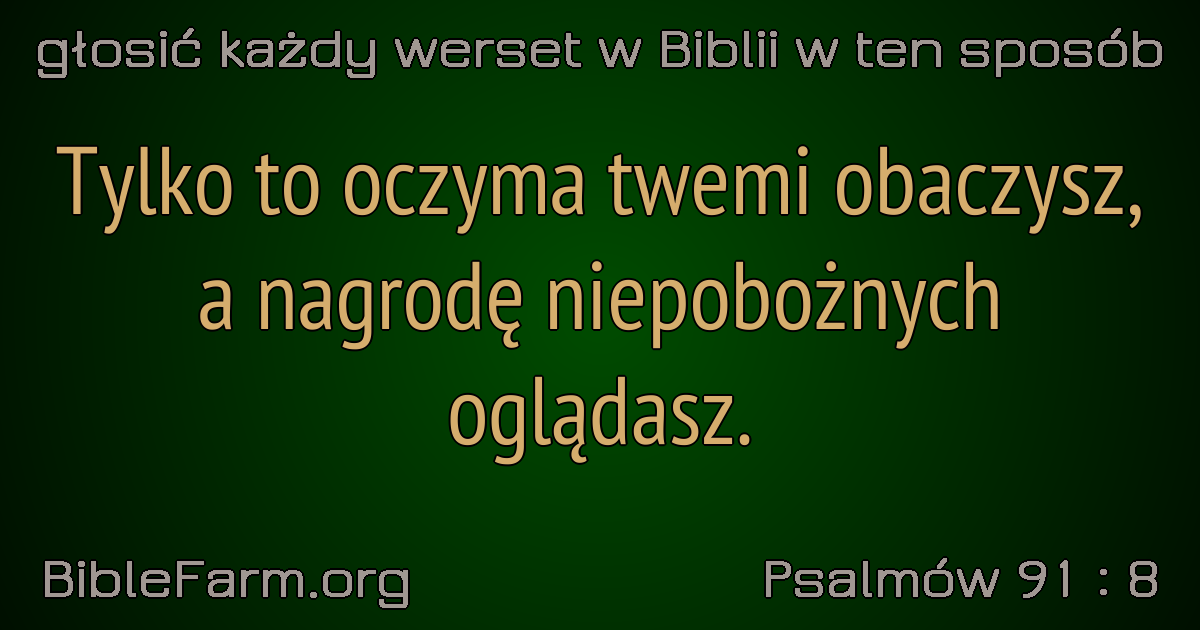 głosić każdy werset w Biblii w ten sposób
Tylko to oczyma twemi obaczysz,
a nagrodę niepobożnych
oglądasz.
BibleFarm.org
Psalmów 91 : 8